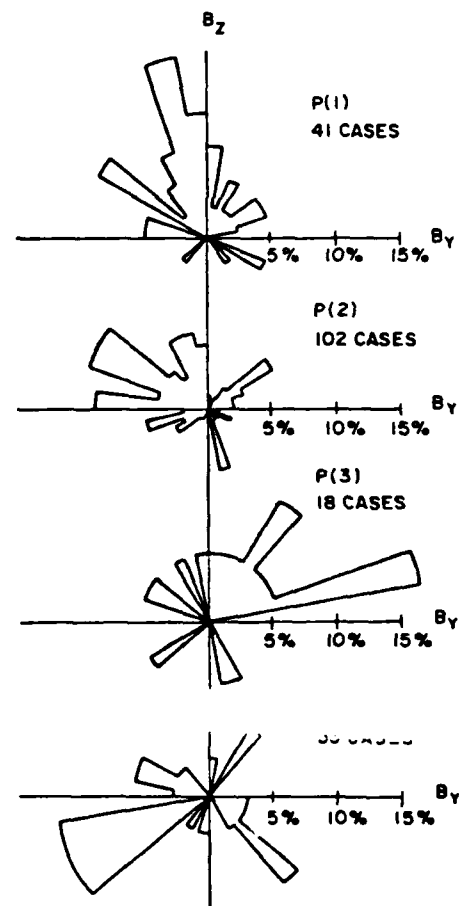 B_Z
P(1)
41 CASES
B_Y
5% 10% 15%
P(2)
102 CASES
B_Y
5% 10% 15%
P(3)
18 CASES
B_Y
5% 10% 15%
CASES
B_Y
5% 10% 15%